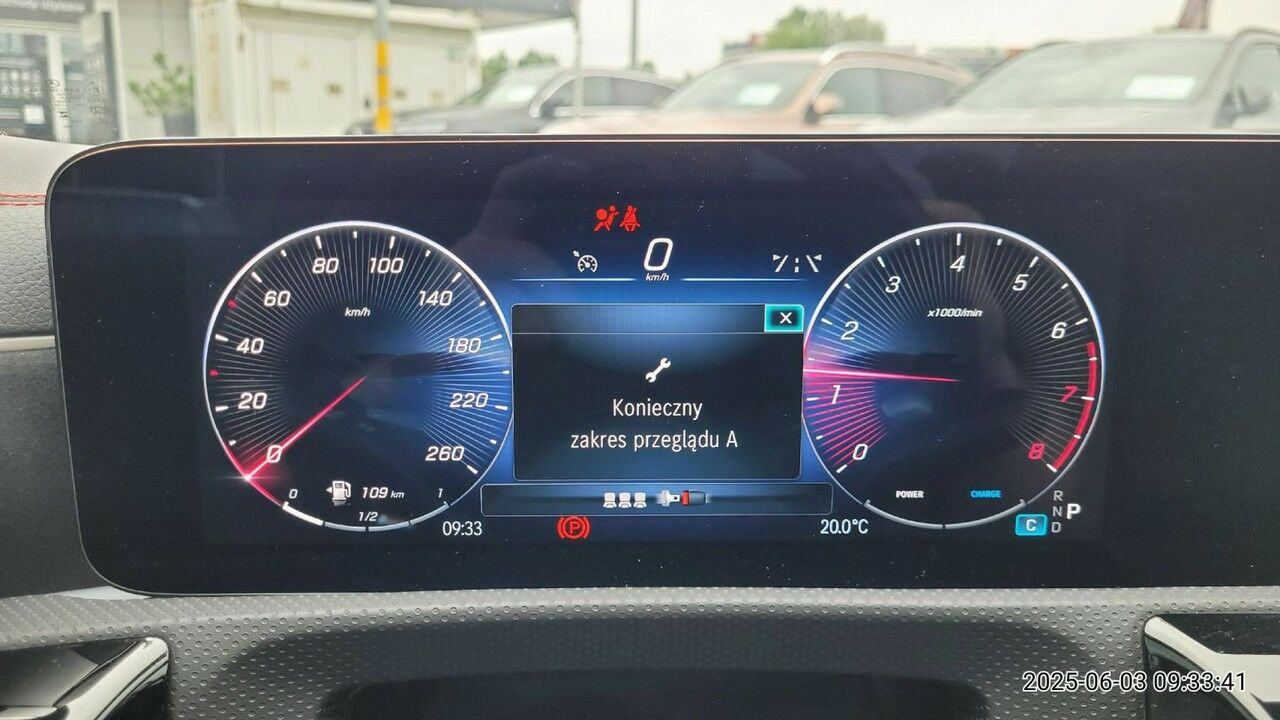 0
km/h
80 100
60 140
km/h
40 180
20 220
0 260
0 109 km 1
1/2
09:33
X
Konieczny
zakres przeglądu A
P
20.0°C
4
3 5
x1000/min
2 6
1 7
0 8
POWER CHARGE
R
N P
D
C
2025-06-03 09:33:41